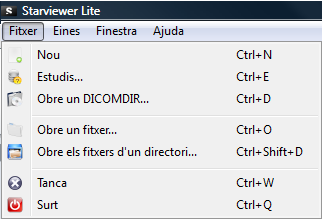 Starviewer Lite
Fitxer Eines Finestra Ajuda
Nou Ctrl+N
Estudis... Ctrl+E
Obre un DICOMDIR... Ctrl+D
Obre un fitxer... Ctrl+O
Obre els fitxers d'un directori... Ctrl+Shift+D
Tanca Ctrl+W
Surt Ctrl+Q